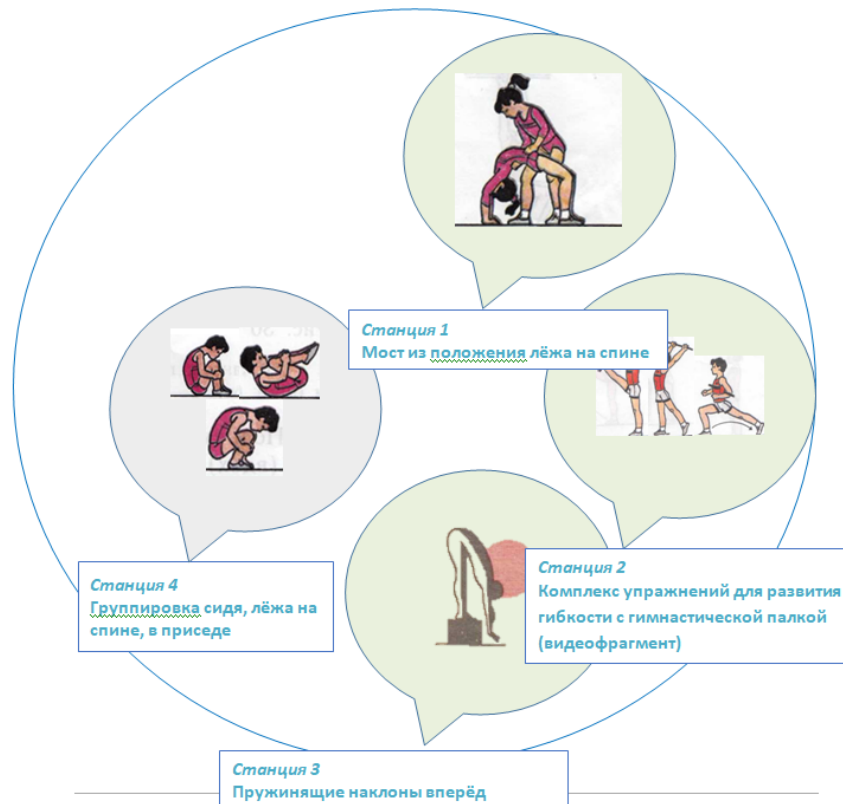 Станция 1
Мост из положения лёжа на спине
Станция 2
Комплекс упражнений для развития
гибкости с гимнастической палкой
(видеофрагмент)
Станция 3
Пружинящие наклоны вперёд
Станция 4
Группировка сидя, лёжа на
спине, в приседе